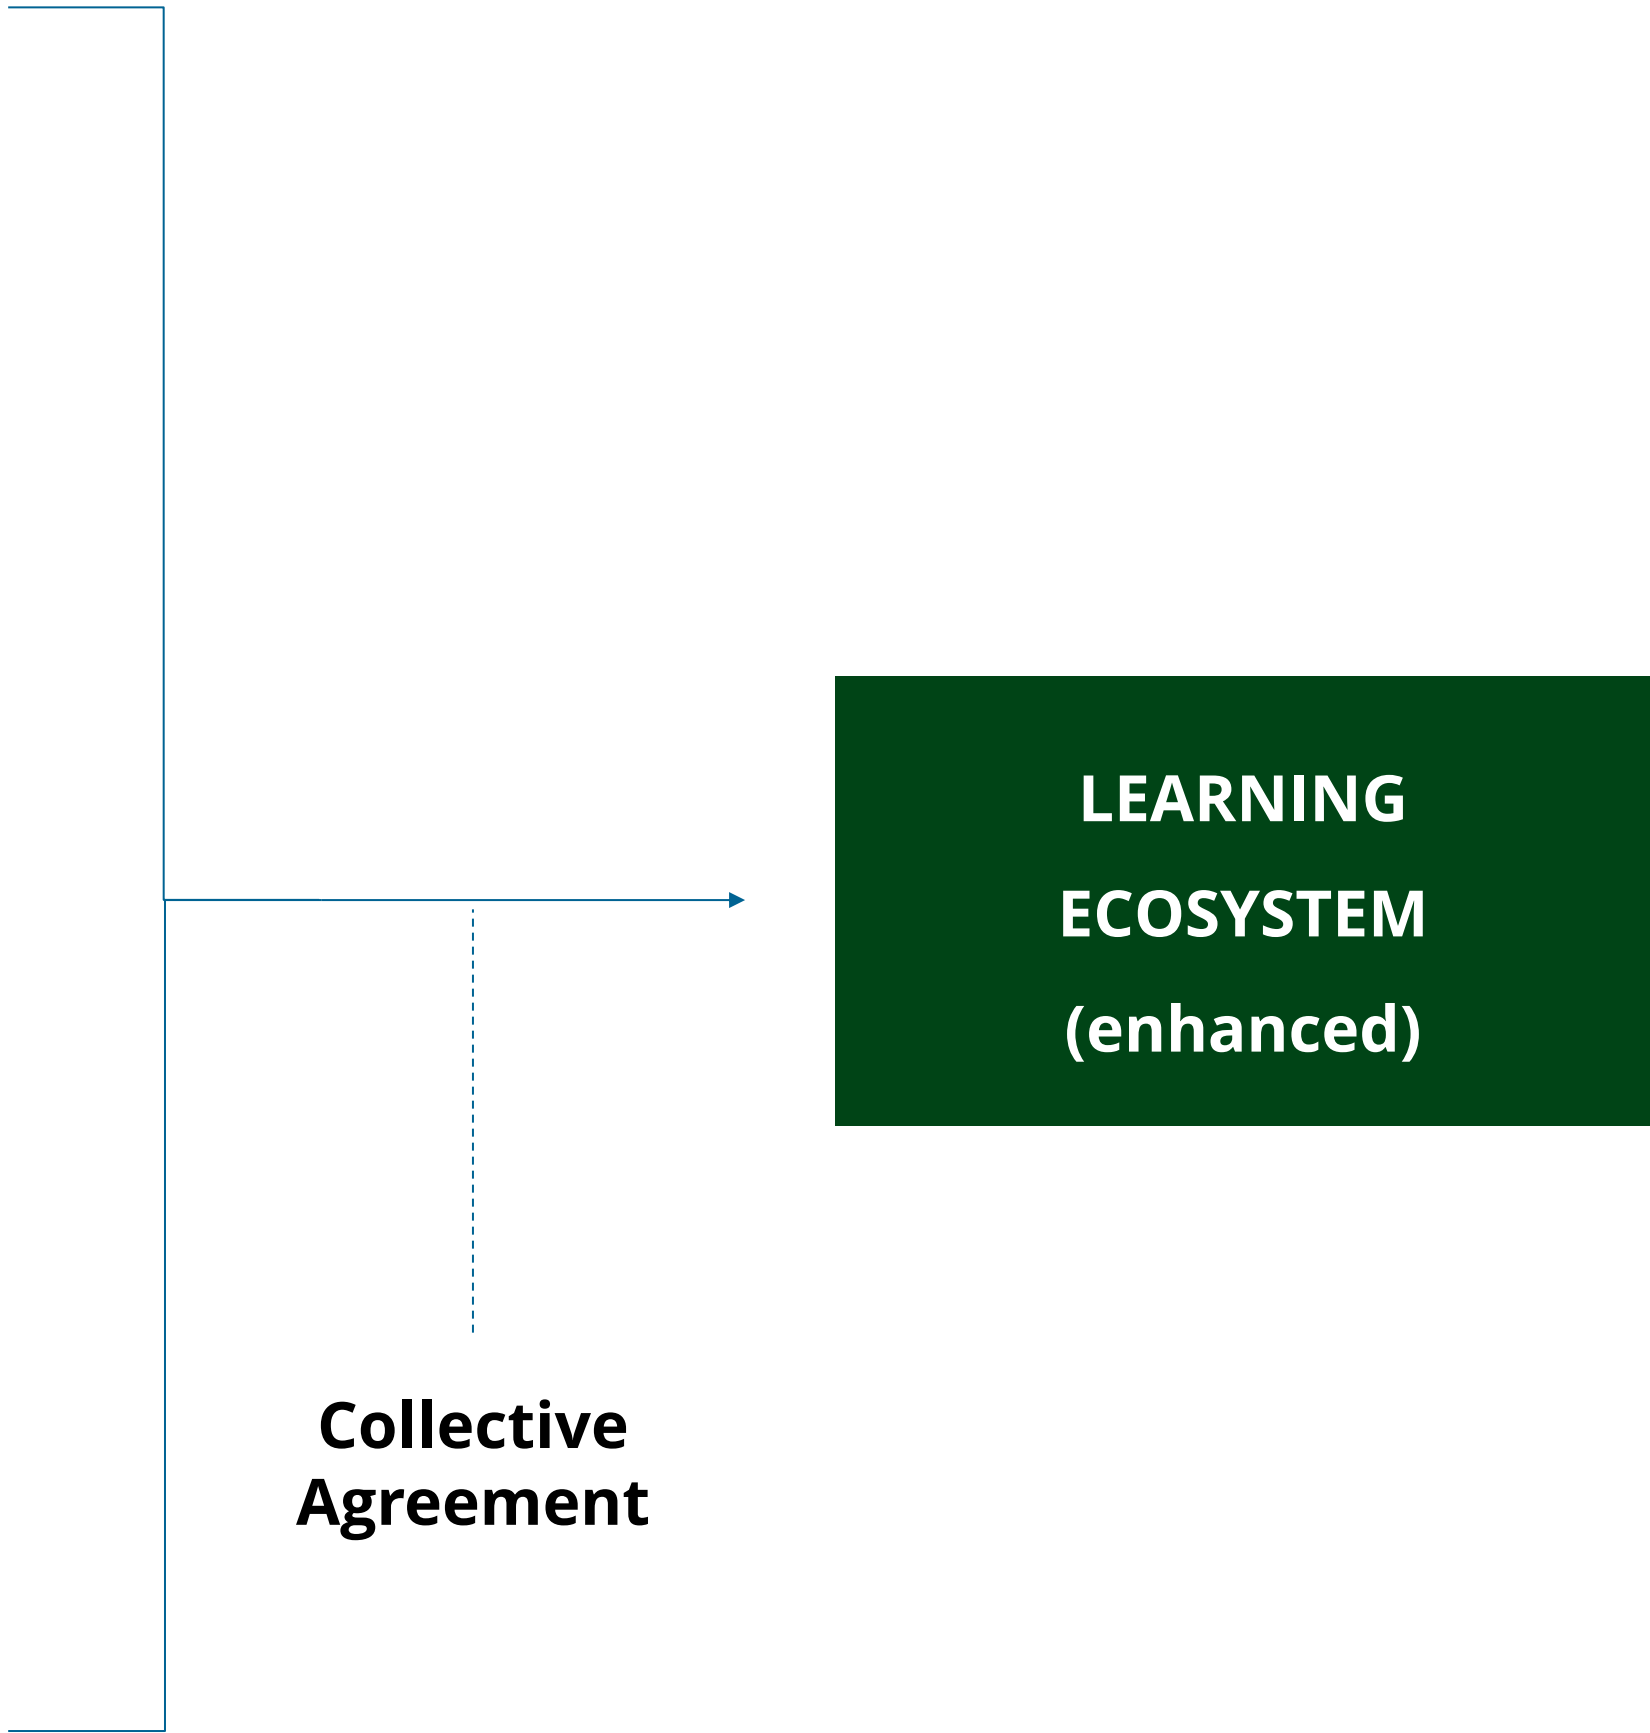 LEARNING
ECOSYSTEM
(enhanced)
Collective
Agreement